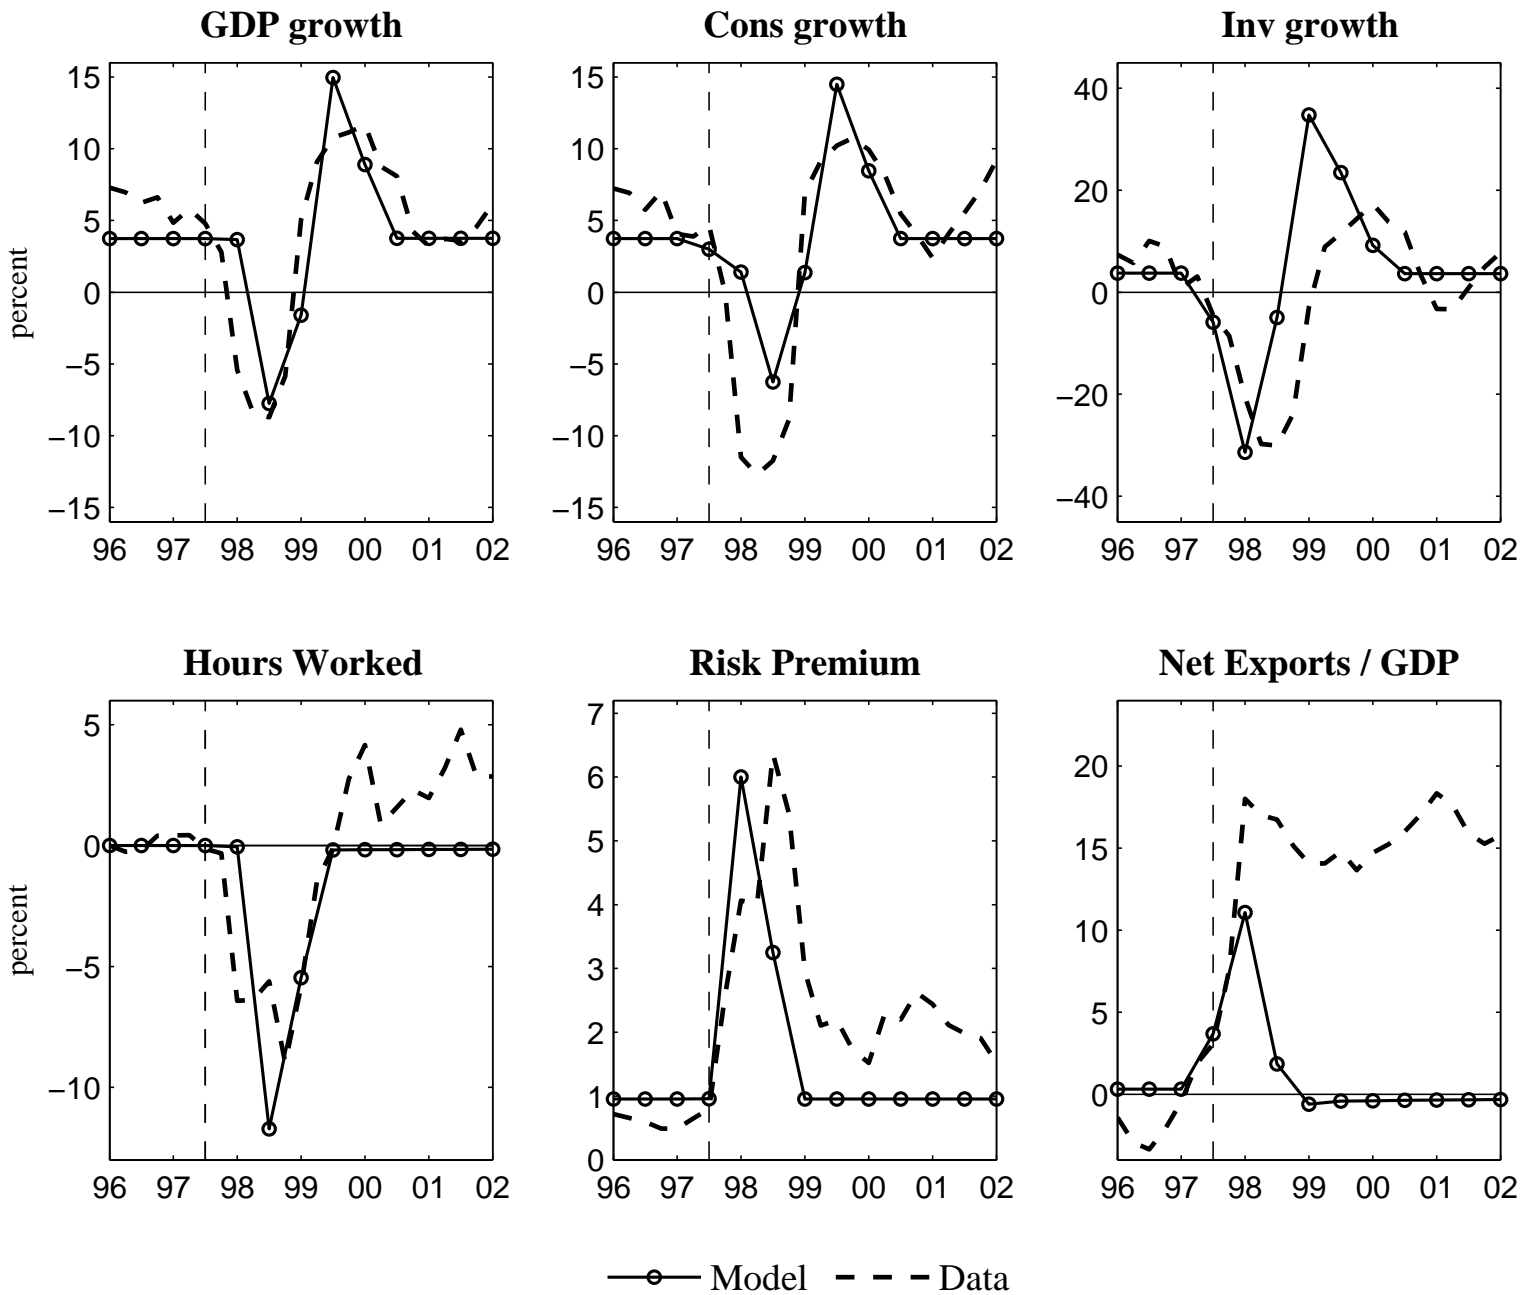 GDP growth Cons growth Inv growth
15 15 40
10 10 20
5 5 0
0 0 −20
−5 −5 −40
−10 −10
−15 −15
percent
96 97 98 99 00 01 02 96 97 98 99 00 01 02 96 97 98 99 00 01 02
Hours Worked Risk Premium Net Exports / GDP
5 7 20
0 6 15
−5 5 10
−10 4 5
3 0
2
1
0
percent
96 97 98 99 00 01 02 96 97 98 99 00 01 02 96 97 98 99 00 01 02
Model Data